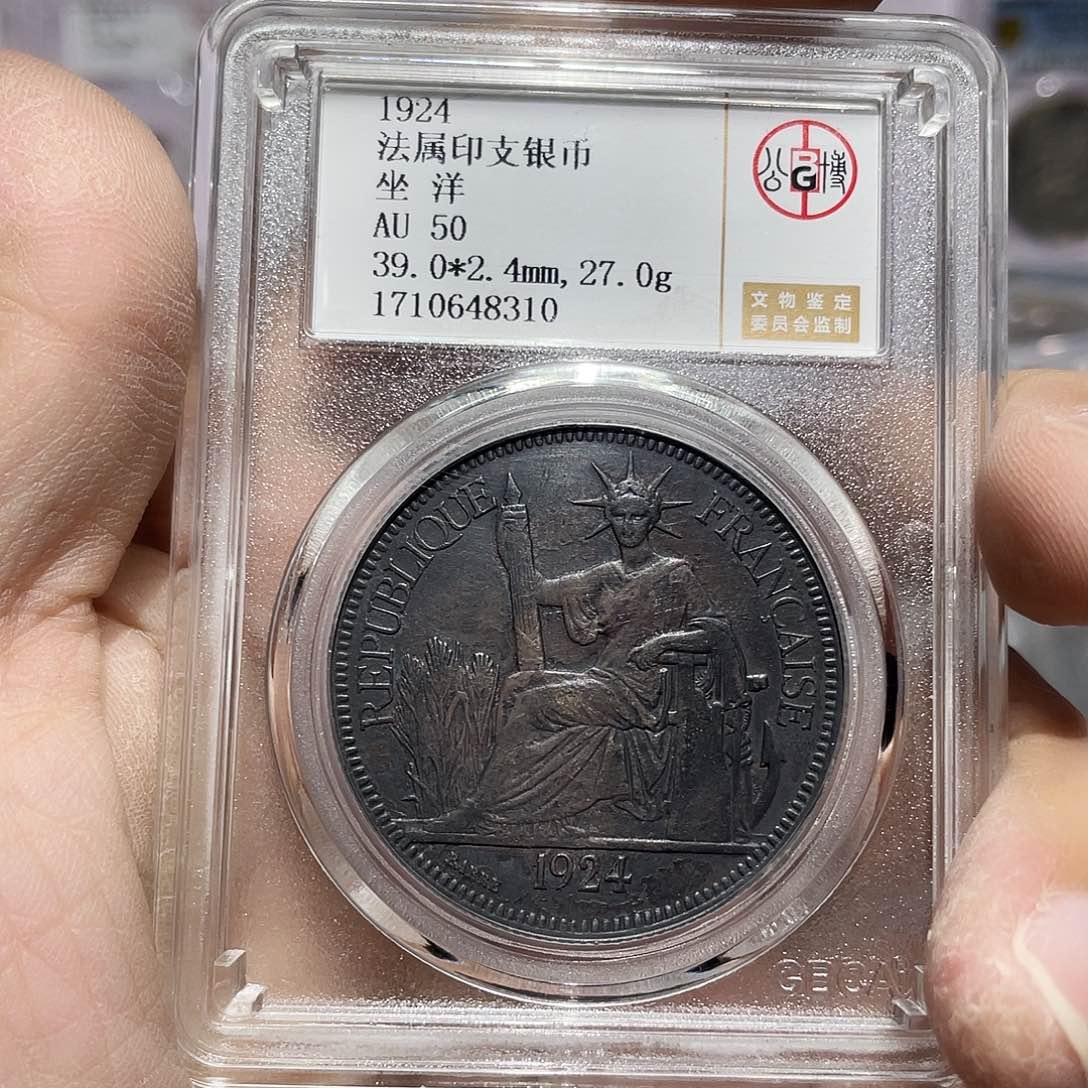 1924
法属印支银币
坐 洋
AU 50
39.0*2.4mm,27.0g
1710648310
公 BG 博
文物鉴定
委员会监制
REPUBLIQUE FRANÇAISE
1924